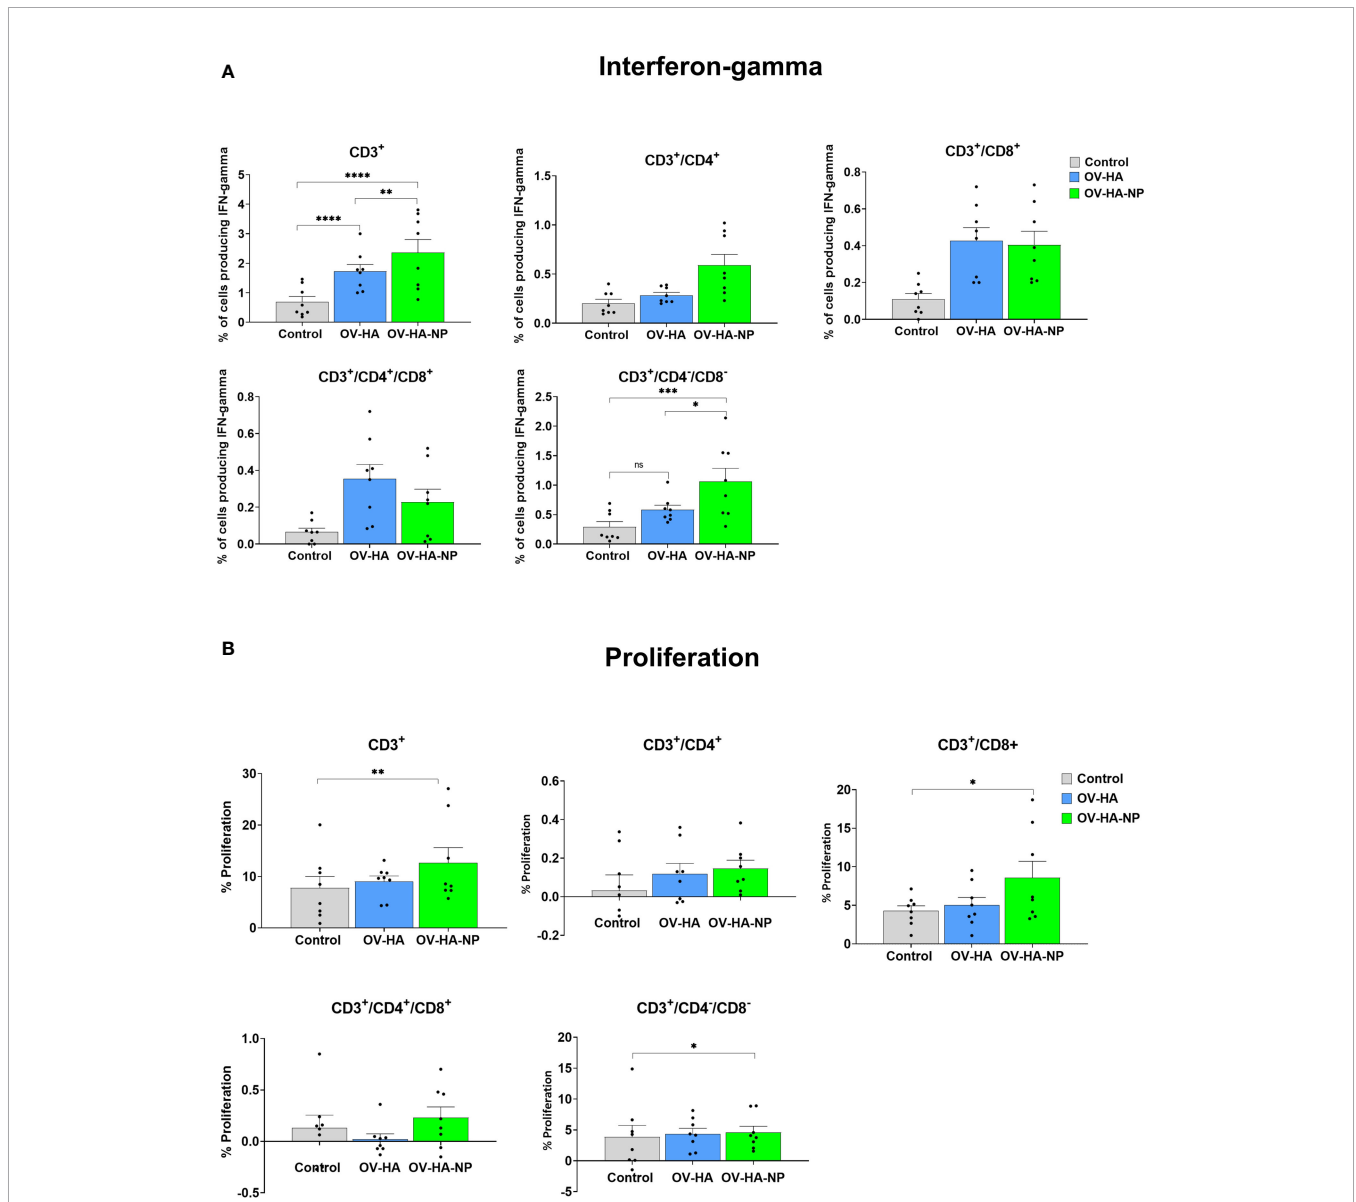 A
Interferon-gamma
CD3+
% of cells producing IFN-gamma
5
4
3
2
1
0
****
**
****
Control
OV-HA
OV-HA-NP
CD3+/CD4+
% of cells producing IFN-gamma
1.5
1.0
0.5
0.0
Control
OV-HA
OV-HA-NP
CD3+/CD8+
% of cells producing IFN-gamma
0.8
0.6
0.4
0.2
0.0
Control
OV-HA
OV-HA-NP
Control
OV-HA
OV-HA-NP
CD3+/CD4+/CD8+
% of cells producing IFN-gamma
0.8
0.6
0.4
0.2
0.0
Control
OV-HA
OV-HA-NP
CD3+/CD4-/CD8-
% of cells producing IFN-gamma
2.5
2.0
1.5
1.0
0.5
0.0
***
*
ns
Control
OV-HA
OV-HA-NP
B
Proliferation
CD3+
% Proliferation
30
20
10
0
**
Control
OV-HA
OV-HA-NP
CD3+/CD4+
% Proliferation
0.6
0.4
0.2
0.0
-0.2
Control
OV-HA
OV-HA-NP
CD3+/CD8+
% Proliferation
20
15
10
5
0
*
Control
OV-HA
OV-HA-NP
Control
OV-HA
OV-HA-NP
CD3+/CD4+/CD8+
% Proliferation
1.0
0.5
0.0
-0.5
Control
OV-HA
OV-HA-NP
CD3+/CD4-/CD8-
% Proliferation
20
15
10
5
0
-5
*
Control
OV-HA
OV-HA-NP